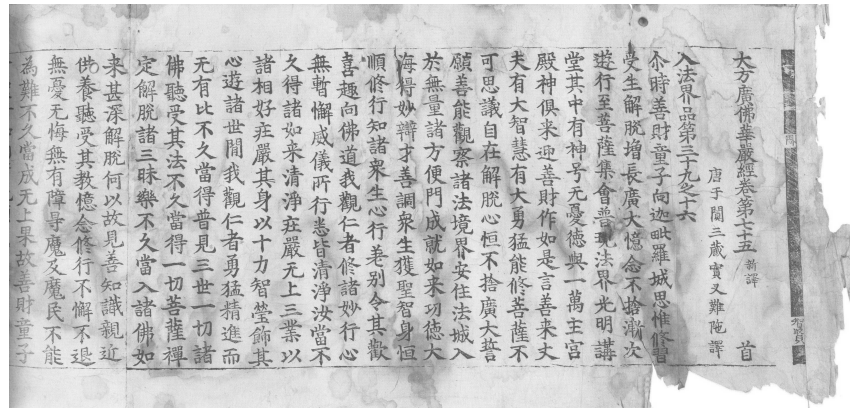 大方廣佛華嚴經卷第七十五 新譯 首
唐于闐三藏實叉難陁譯
入法界品第三十九之十六
尒時善財童子向迦毗羅城思惟修習
受生解脫增長廣大憶念不捨漸次
遊行至菩薩集會普現法界光明講
堂其中有神号无憂德與一萬主宮
殿神俱来迎善財作如是言善来丈
夫有大智慧有大勇猛能修菩薩不
可思議自在解脫心恒不捨廣大誓
願善能觀察諸法境界安住法城入
於無量諸方便門成就如来功德大
海得妙辯才善調衆生獲聖智身恒
順修行知諸衆生心行差別令其歡
喜趣向佛道我觀仁者修諸妙行心
無暫懈威儀所行悉皆清淨汝當不
久得諸如来清淨莊嚴无上三業以
諸相好莊嚴其身以十力智瑩飾其
心遊諸世閒我觀仁者勇猛精進而
无有比不久當得普見三世一切諸
佛聽受其法不久當得一切菩薩禪
定解脫諸三昧樂不久當入諸佛如
来甚深解脫何以故見善知識親近
供養聽受其教憶念修行不懈不退
無憂无悔無有障㝵魔及魔民不能
為難不久當成无上果故善財童子